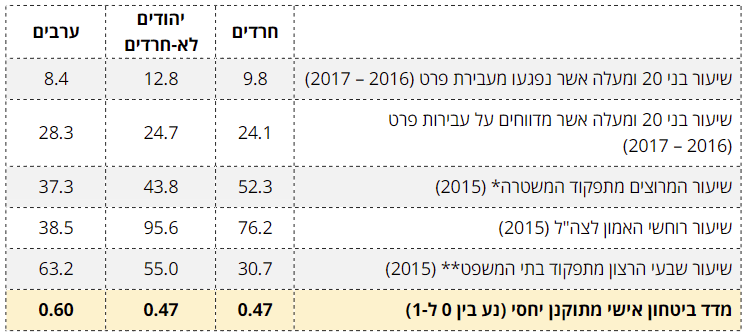 חרדים יהודים לא-חרדים ערבים
שיעור בני 20 ומעלה אשר נפגעו מעבירת פרט (2016 – 2017) 9.8 12.8 8.4
שיעור בני 20 ומעלה אשר מדווחים על עבירות פרט
(2016 – 2017) 24.1 24.7 28.3
שיעור המרוצים מתפקוד המשטרה* (2015) 52.3 43.8 37.3
שיעור רוחשי האמון לצה"ל (2015) 76.2 95.6 38.5
שיעור שבעי הרצון מתפקוד בתי המשפט** (2015) 30.7 55.0 63.2
מדד ביטחון אישי מתוקנן יחסי (נע בין 0 ל-1) 0.47 0.47 0.60